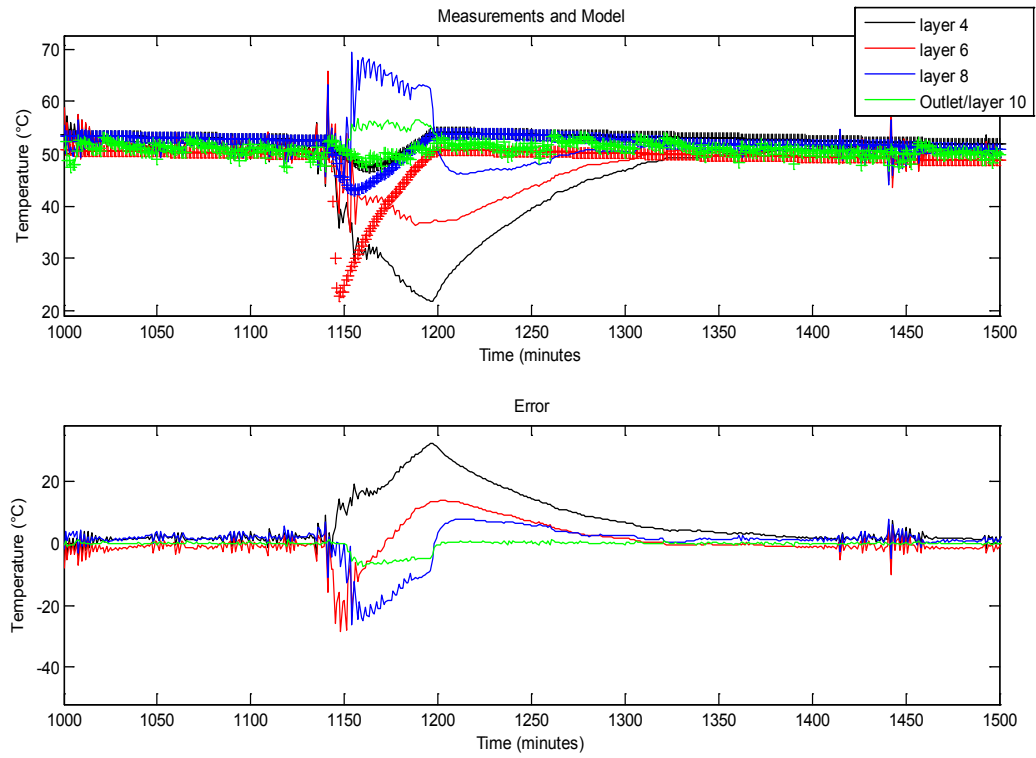 Measurements and Model
layer 4
layer 6
layer 8
Outlet/layer 10
Temperature (°C)
70
60
50
40
30
20
1000 1050 1100 1150 1200 1250 1300 1350 1400 1450 1500
Time (minutes
Error
Temperature (°C)
20
0
-20
-40
1000 1050 1100 1150 1200 1250 1300 1350 1400 1450 1500
Time (minutes)